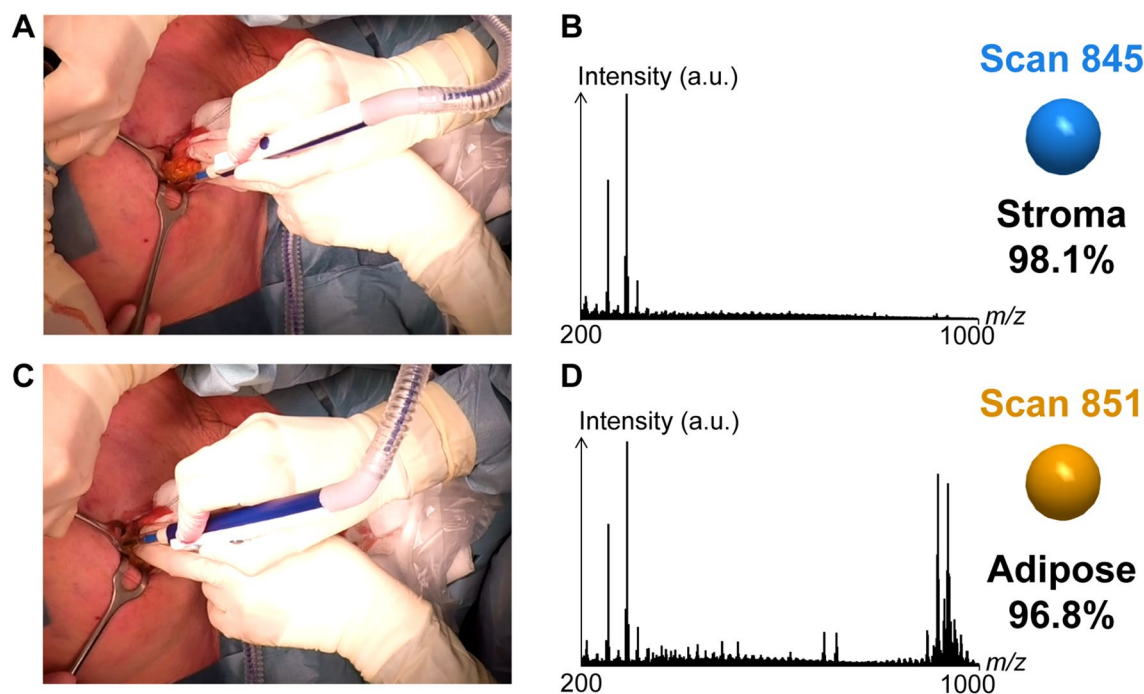 A
B
Intensity (a.u.)
Scan 845
Stroma
98.1%
200
1000
m/z
C
D
Intensity (a.u.)
Scan 851
Adipose
96.8%
200
1000
m/z